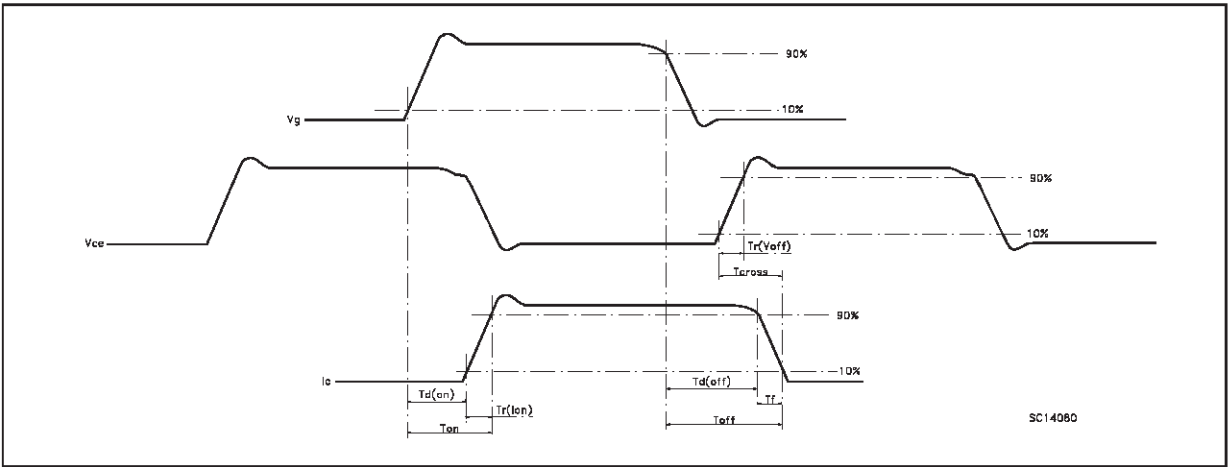 90%
10%
Vg
90%
Vce
10%
Tr(Voff)
Tcross
90%
10%
Ic
Td(on)
Td(off)
Tf
Tr(Ion)
Ton
Toff
SC14080